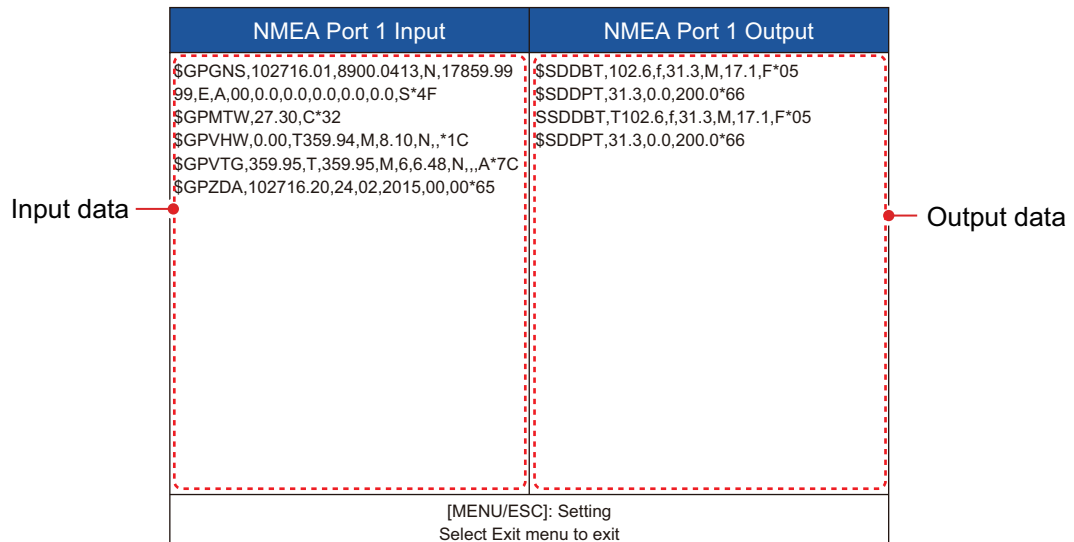 NMEA Port 1 Input
NMEA Port 1 Output
$GPGNS,102716.01,8900.0413,N,17859.99
99,E,A,00,0.0,0.0,0.0,0.0,0.0,S*4F
$GPMTW,27.30,C*32
$GPVHW,0.00,T359.94,M,8.10,N,,*1C
$GPVTG,359.95,T,359.95,M,6,6.48,N,,,A*7C
$GPZDA,102716.20,24,02,2015,00,00*65
$SDDBT,102.6,f,31.3,M,17.1,F*05
$SDDPT,31.3,0.0,200.0*66
SSDDBT,T102.6,f,31.3,M,17.1,F*05
$SDDPT,31.3,0.0,200.0*66
Input data
Output data
[MENU/ESC]: Setting
Select Exit menu to exit